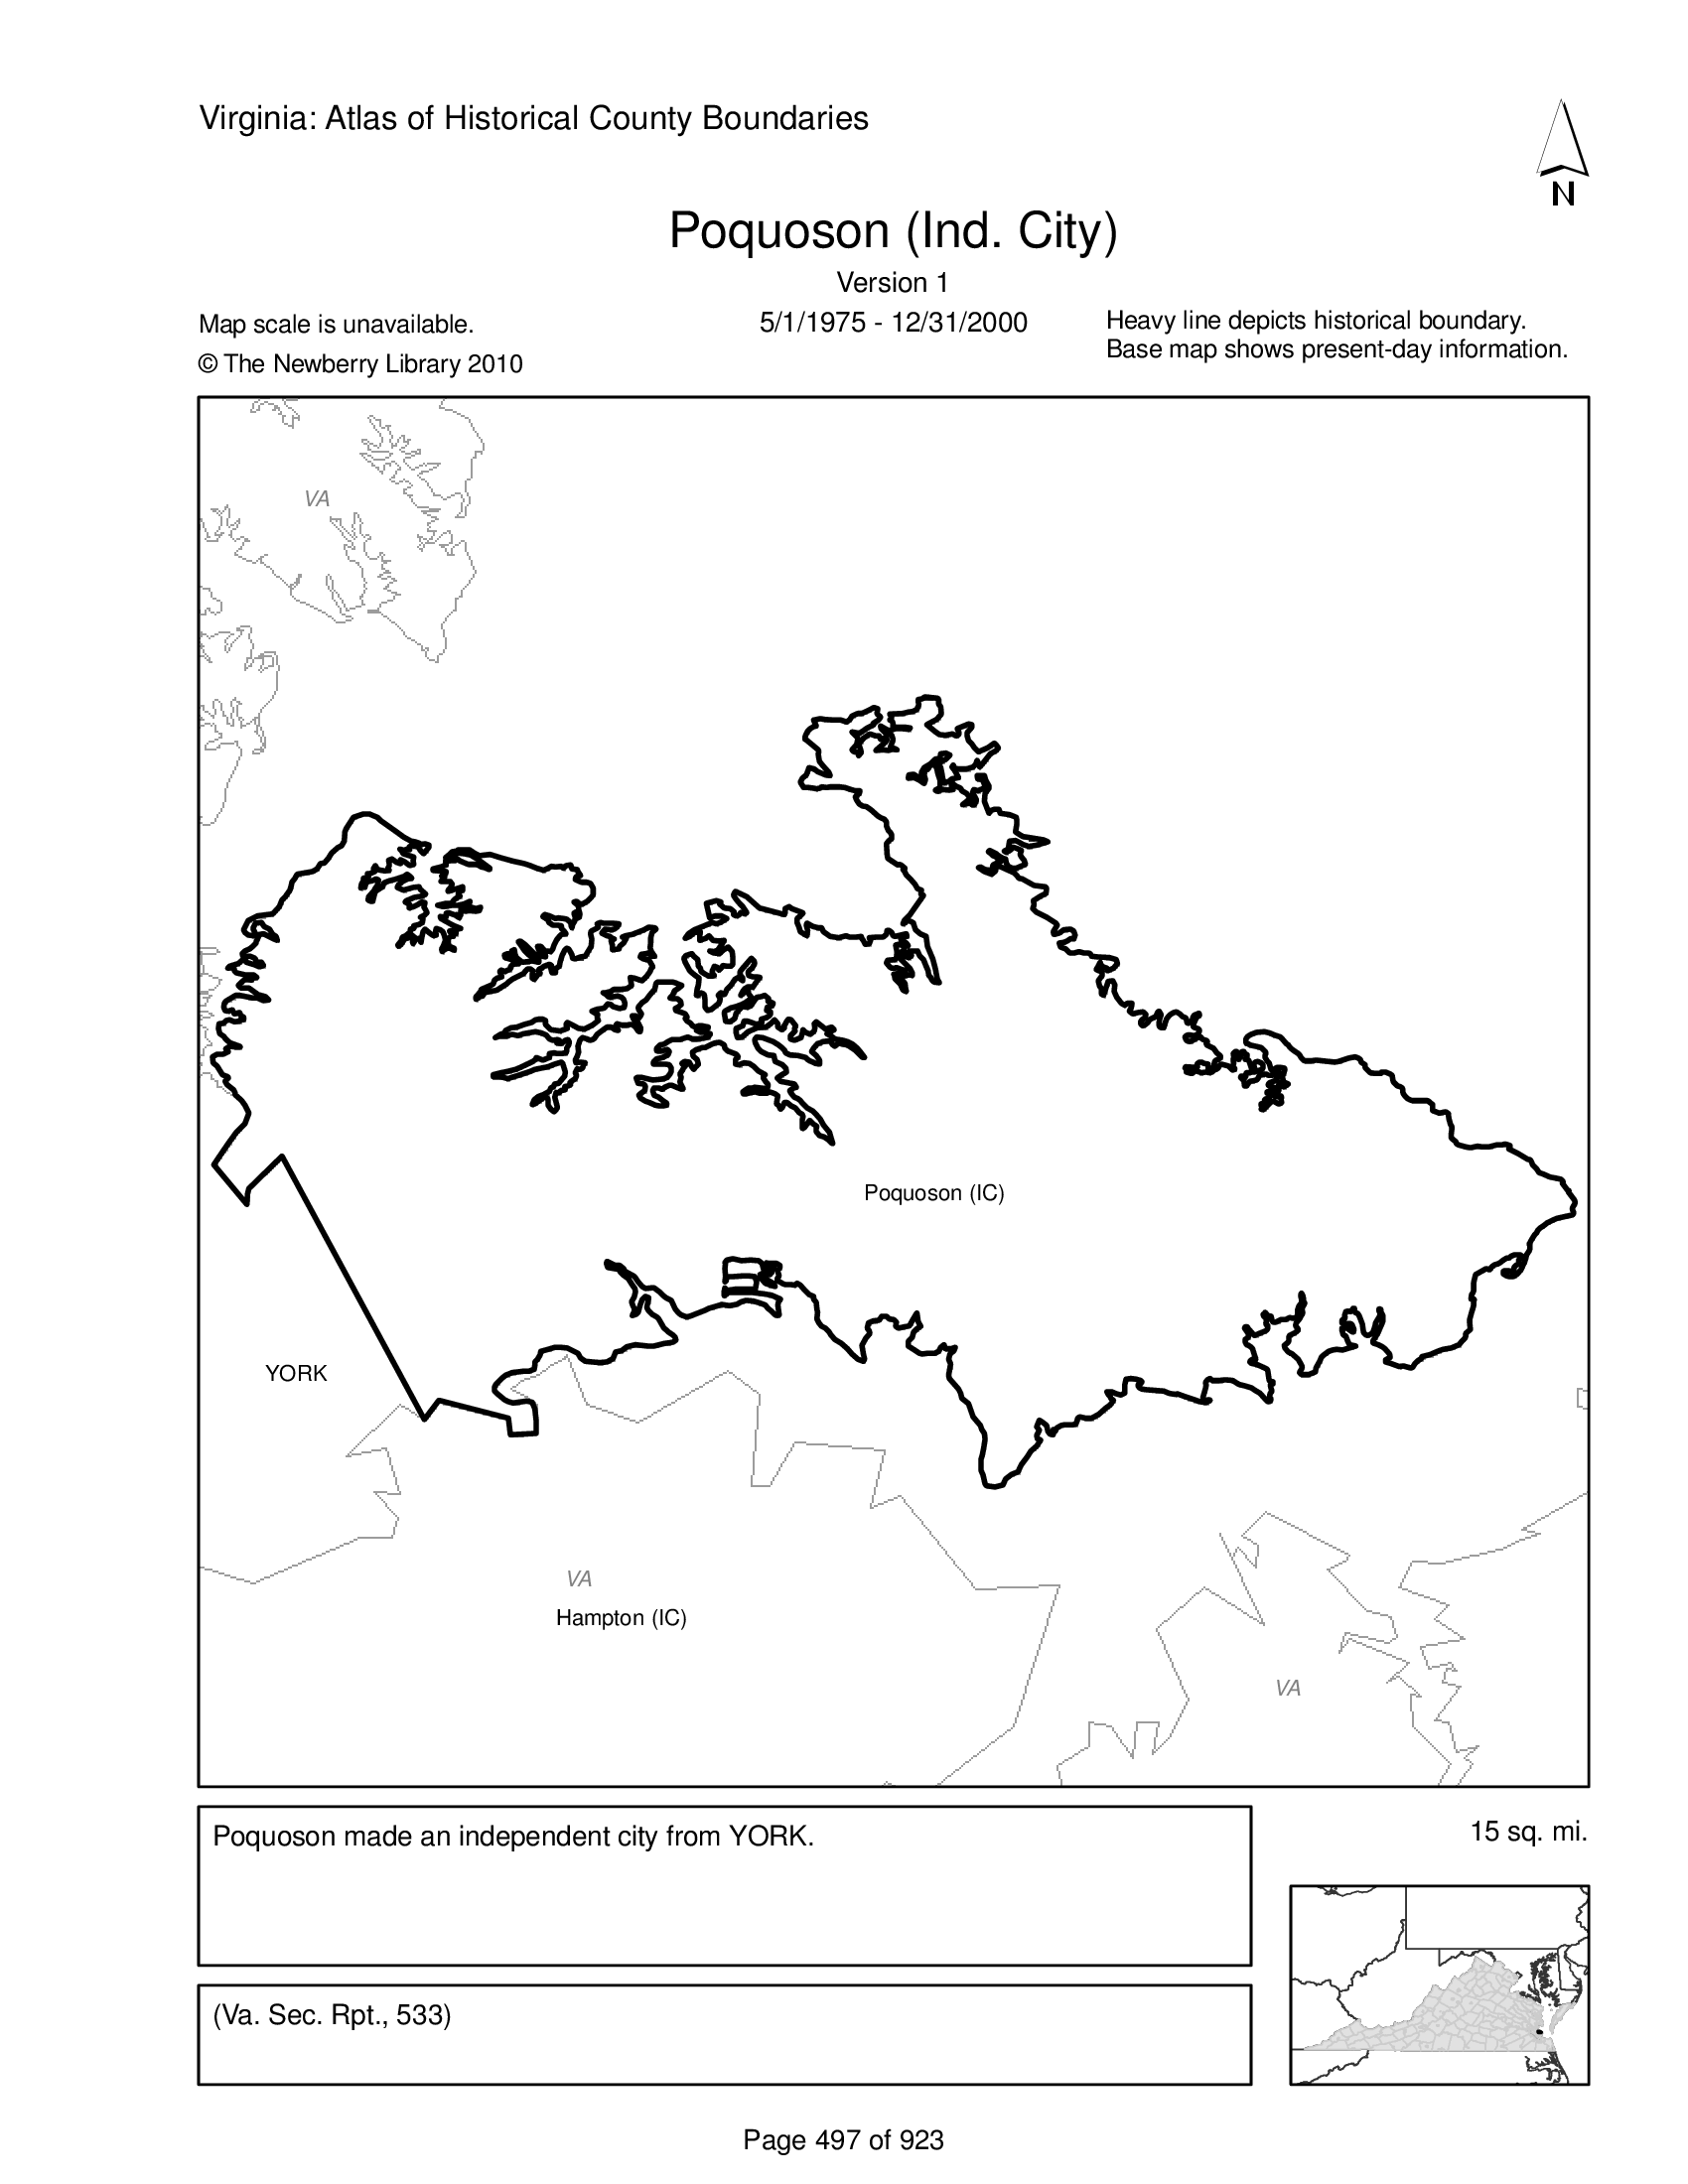 Virginia: Atlas of Historical County Boundaries
N
Poquoson (Ind. City)
Version 1
Map scale is unavailable.
5/1/1975 - 12/31/2000
Heavy line depicts historical boundary.
© The Newberry Library 2010
Base map shows present-day information.
VA
Poquoson (IC)
YORK
VA
Hampton (IC)
VA
Poquoson made an independent city from YORK.
15 sq. mi.
(Va. Sec. Rpt., 533)
Page 497 of 923